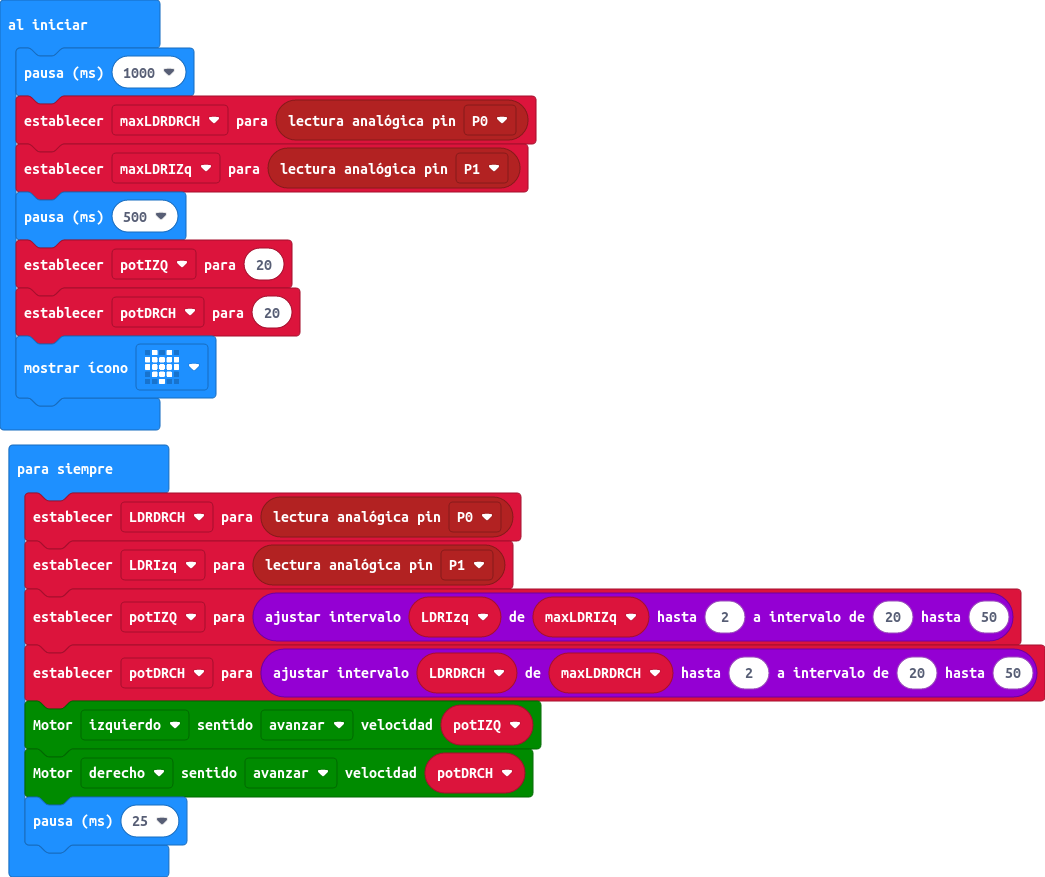 al iniciar
pausa (ms) 1000
establecer maxLDRDRCH para lectura analógica pin P0
establecer maxLDRIZq para lectura analógica pin P1
pausa (ms) 500
establecer potIZQ para 20
establecer potDRCH para 20
mostrar ícono
para siempre
establecer LDRDRCH para lectura analógica pin P0
establecer LDRIzq para lectura analógica pin P1
establecer potIZQ para ajustar intervalo LDRIzq de maxLDRIZq hasta 2 a intervalo de 20 hasta 50
establecer potDRCH para ajustar intervalo LDRDRCH de maxLDRDRCH hasta 2 a intervalo de 20 hasta 50
Motor izquierdo sentido avanzar velocidad potIZQ
Motor derecho sentido avanzar velocidad potDRCH
pausa (ms) 25